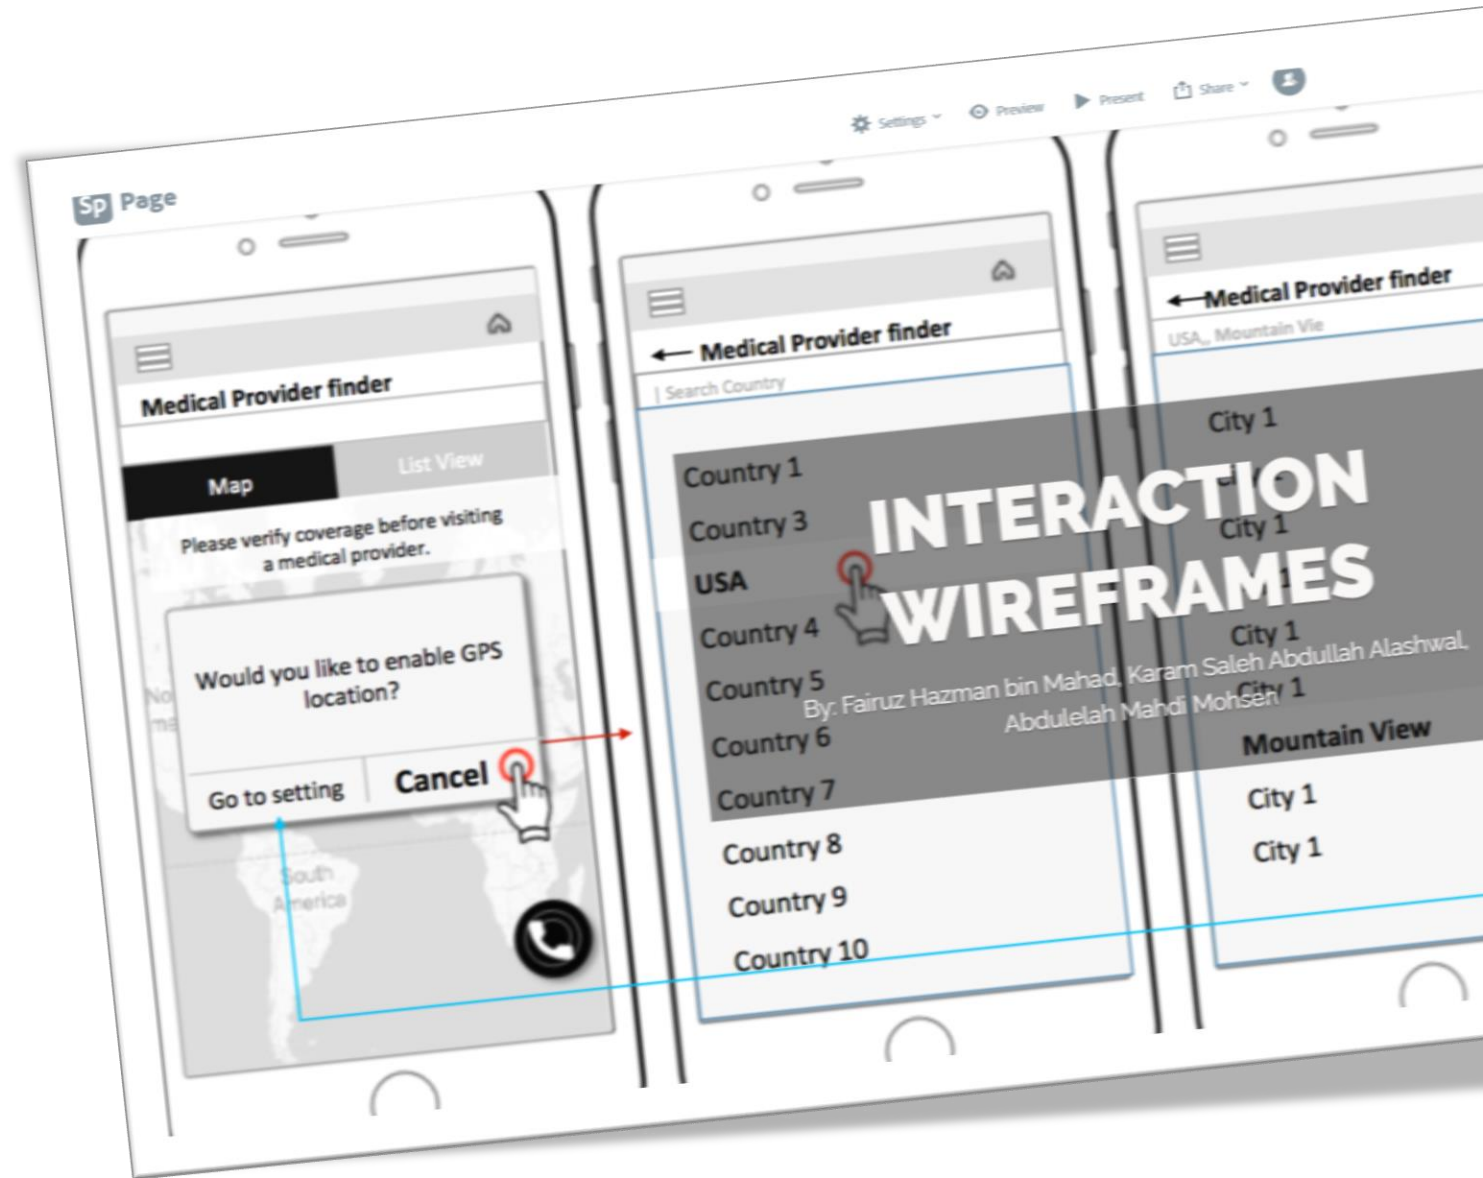 Settings
Preview
Present
Share
Sp Page
Medical Provider finder
Map
List View
Please verify coverage before visiting
a medical provider.
Would you like to enable GPS
location?
Go to setting
Cancel
South
America
Medical Provider finder
| Search Country
Country 1
Country 3
USA
Country 4
Country 5
Country 6
Country 7
Country 8
Country 9
Country 10
Medical Provider finder
USA,, Mountain Vie
City 1
City 1
City 1
City 1
Mountain View
City 1
City 1
INTERACTION
WIREFRAMES
By: Fairuz Hazman bin Mahad, Karam Saleh Abdullah Alashwal,
Abdulelah Mahdi Mohseh